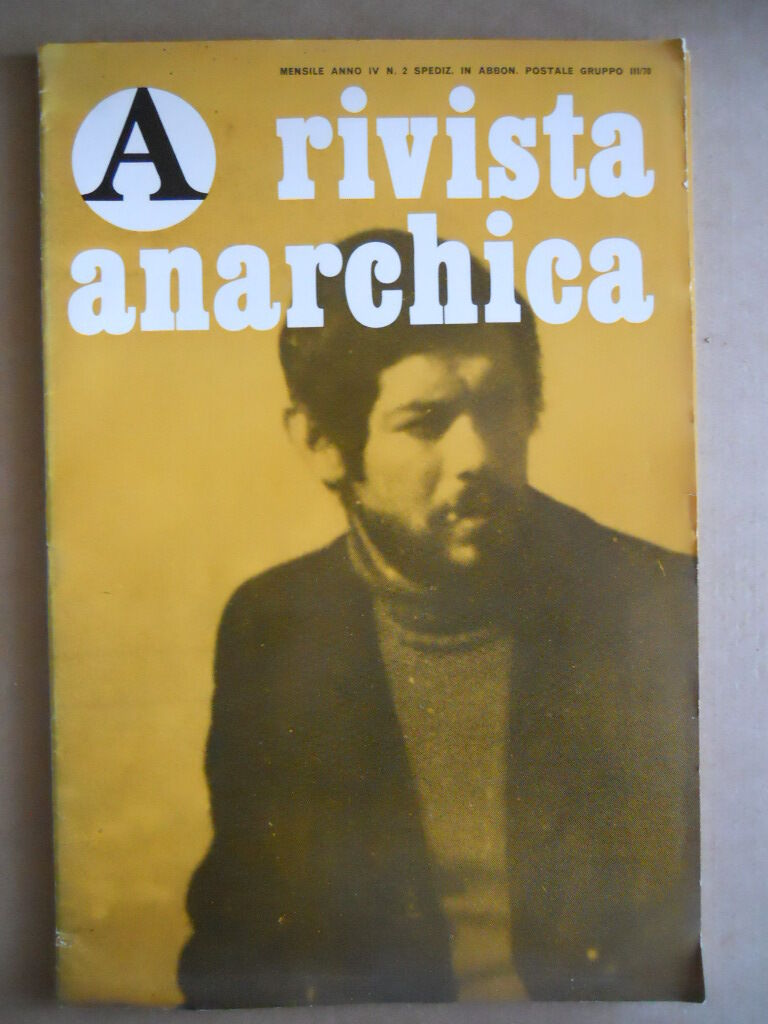 MENSILE ANNO IV N. 2 SPEDIZ. IN ABBON. POSTALE GRUPPO III/70
A rivista
anarchica